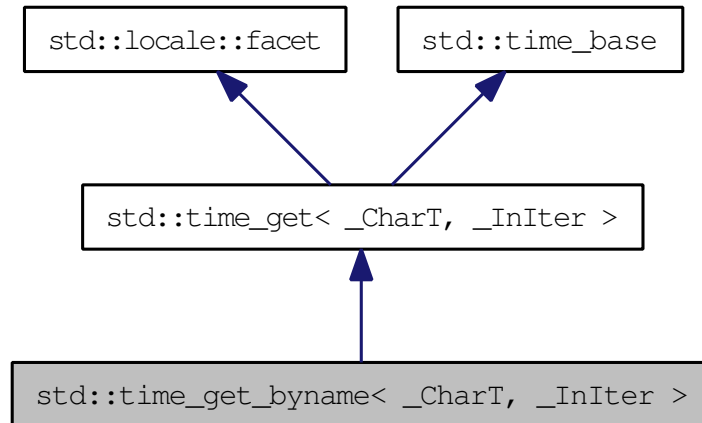 std::locale::facet
std::time_base
std::time_get< _CharT, _InIter >
std::time_get_byname< _CharT, _InIter >